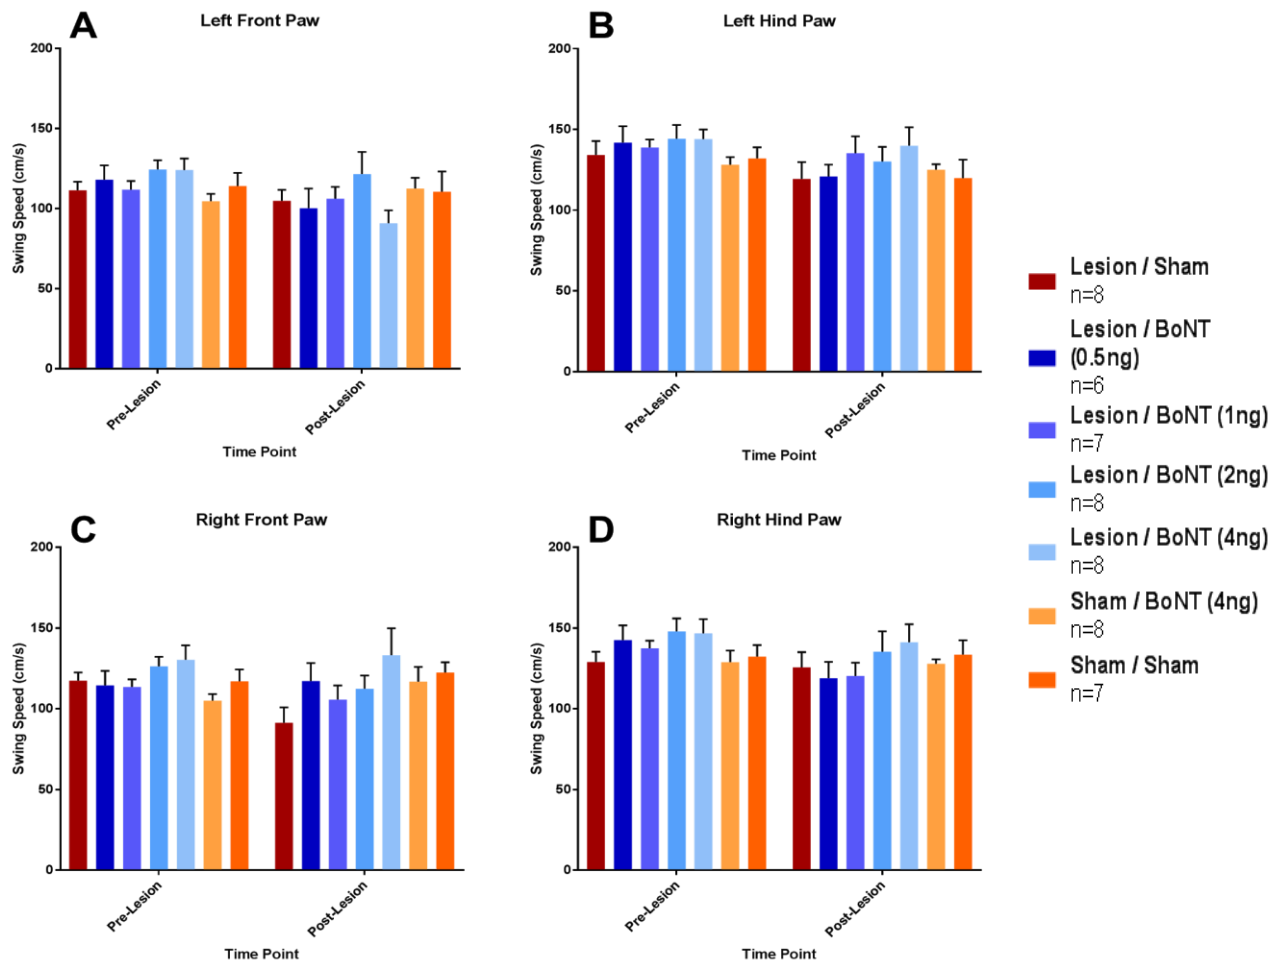 A
Left Front Paw
200
150
100
50
0
Swing Speed (cm/s)
Pre-Lesion
Post-Lesion
Time Point
B
Left Hind Paw
200
150
100
50
0
Swing Speed (cm/s)
Pre-Lesion
Post-Lesion
Time Point
C
Right Front Paw
200
150
100
50
0
Swing Speed (cm/s)
Pre-Lesion
Post-Lesion
Time Point
D
Right Hind Paw
200
150
100
50
0
Swing Speed (cm/s)
Pre-Lesion
Post-Lesion
Time Point
Lesion / Sham
n=8
Lesion / BoNT
(0.5ng)
n=6
Lesion / BoNT (1ng)
n=7
Lesion / BoNT (2ng)
n=8
Lesion / BoNT (4ng)
n=8
Sham / BoNT (4ng)
n=8
Sham / Sham
n=7